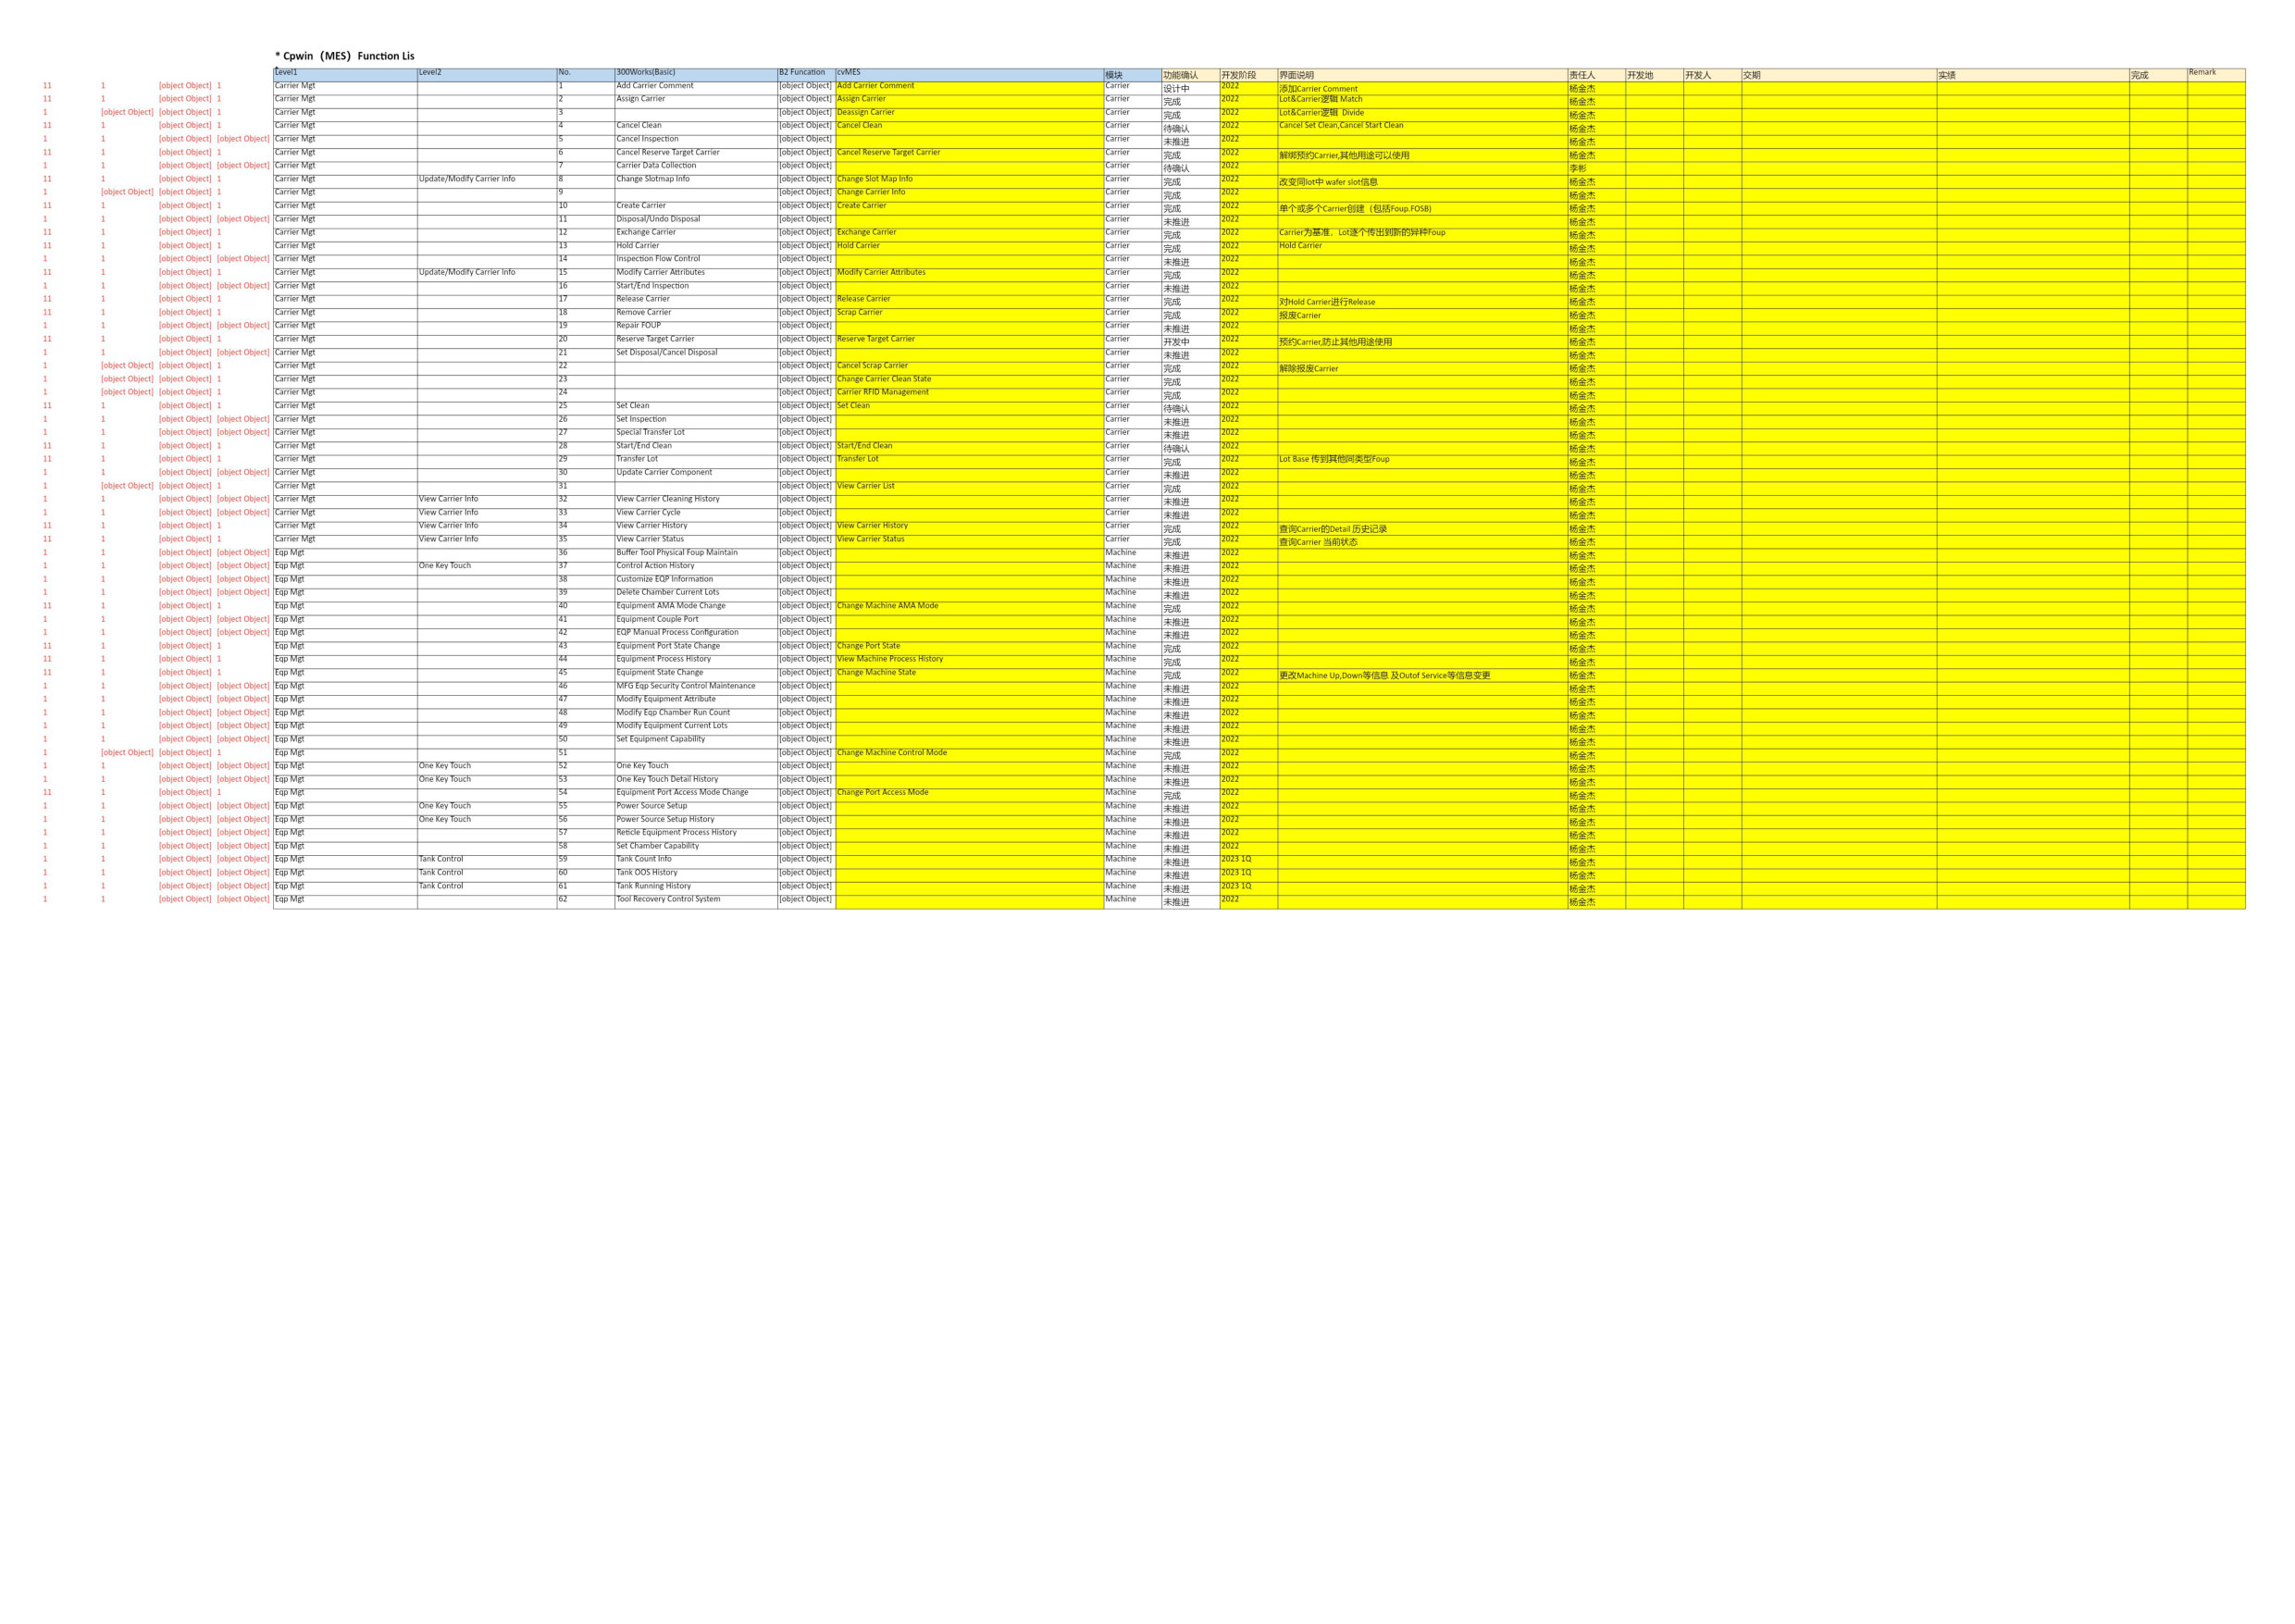 * Cpwin（MES）Function Lis
Level1 Level2 No. 300Works(Basic) B2 Funcation cvMES 模块 功能确认 开发阶段 界面说明 责任人 开发地 开发人 交期 实绩 完成 Remark
11 1 [object Object] 1 Carrier Mgt 1 Add Carrier Comment [object Object] Add Carrier Comment Carrier 设计中 2022 添加Carrier Comment 杨金杰
11 1 [object Object] 1 Carrier Mgt 2 Assign Carrier [object Object] Assign Carrier Carrier 完成 2022 Lot&Carrier逻辑 Match 杨金杰
1 [object Object] [object Object] 1 Carrier Mgt 3 [object Object] Deassign Carrier Carrier 完成 2022 Lot&Carrier逻辑 Divide 杨金杰
11 1 [object Object] 1 Carrier Mgt 4 Cancel Clean [object Object] Cancel Clean Carrier 待确认 2022 Cancel Set Clean,Cancel Start Clean 杨金杰
1 1 [object Object] [object Object] Carrier Mgt 5 Cancel Inspection [object Object] Carrier 未推进 2022 杨金杰
11 1 [object Object] 1 Carrier Mgt 6 Cancel Reserve Target Carrier [object Object] Cancel Reserve Target Carrier Carrier 完成 2022 解绑预约Carrier,其他用途可以使用 杨金杰
1 1 [object Object] [object Object] Carrier Mgt 7 Carrier Data Collection [object Object] Carrier 待确认 2022 李彬
11 1 [object Object] 1 Carrier Mgt Update/Modify Carrier Info 8 Change Slotmap Info [object Object] Change Slot Map Info Carrier 完成 2022 改变同lot中 wafer slot信息 杨金杰
1 [object Object] [object Object] 1 Carrier Mgt 9 [object Object] Change Carrier Info Carrier 完成 2022 杨金杰
11 1 [object Object] 1 Carrier Mgt 10 Create Carrier [object Object] Create Carrier Carrier 完成 2022 单个或多个Carrier创建（包括Foup.FOSB) 杨金杰
1 1 [object Object] [object Object] Carrier Mgt 11 Disposal/Undo Disposal [object Object] Carrier 未推进 2022 杨金杰
11 1 [object Object] 1 Carrier Mgt 12 Exchange Carrier [object Object] Exchange Carrier Carrier 完成 2022 Carrier为基准，Lot逐个传出到新的异种Foup 杨金杰
11 1 [object Object] 1 Carrier Mgt 13 Hold Carrier [object Object] Hold Carrier Carrier 完成 2022 Hold Carrier 杨金杰
1 1 [object Object] [object Object] Carrier Mgt 14 Inspection Flow Control [object Object] Carrier 未推进 2022 杨金杰
11 1 [object Object] 1 Carrier Mgt Update/Modify Carrier Info 15 Modify Carrier Attributes [object Object] Modify Carrier Attributes Carrier 完成 2022 杨金杰
1 1 [object Object] [object Object] Carrier Mgt 16 Start/End Inspection [object Object] Carrier 未推进 2022 杨金杰
11 1 [object Object] 1 Carrier Mgt 17 Release Carrier [object Object] Release Carrier Carrier 完成 2022 对Hold Carrier进行Release 杨金杰
11 1 [object Object] 1 Carrier Mgt 18 Remove Carrier [object Object] Scrap Carrier Carrier 完成 2022 报废Carrier 杨金杰
1 1 [object Object] [object Object] Carrier Mgt 19 Repair FOUP [object Object] Carrier 未推进 2022 杨金杰
11 1 [object Object] 1 Carrier Mgt 20 Reserve Target Carrier [object Object] Reserve Target Carrier Carrier 开发中 2022 预约Carrier,防止其他用途使用 杨金杰
1 1 [object Object] [object Object] Carrier Mgt 21 Set Disposal/Cancel Disposal [object Object] Carrier 未推进 2022 杨金杰
1 [object Object] [object Object] 1 Carrier Mgt 22 [object Object] Cancel Scrap Carrier Carrier 完成 2022 解除报废Carrier 杨金杰
1 [object Object] [object Object] 1 Carrier Mgt 23 [object Object] Change Carrier Clean State Carrier 完成 2022 杨金杰
1 [object Object] [object Object] 1 Carrier Mgt 24 [object Object] Carrier RFID Management Carrier 完成 2022 杨金杰
11 1 [object Object] 1 Carrier Mgt 25 Set Clean [object Object] Set Clean Carrier 待确认 2022 杨金杰
1 1 [object Object] [object Object] Carrier Mgt 26 Set Inspection [object Object] Carrier 未推进 2022 杨金杰
1 1 [object Object] [object Object] Carrier Mgt 27 Special Transfer Lot [object Object] Carrier 未推进 2022 杨金杰
11 1 [object Object] 1 Carrier Mgt 28 Start/End Clean [object Object] Start/End Clean Carrier 待确认 2022 杨金杰
11 1 [object Object] 1 Carrier Mgt 29 Transfer Lot [object Object] Transfer Lot Carrier 完成 2022 Lot Base 传到其他同类型Foup 杨金杰
1 1 [object Object] [object Object] Carrier Mgt 30 Update Carrier Component [object Object] Carrier 未推进 2022 杨金杰
1 [object Object] [object Object] 1 Carrier Mgt 31 [object Object] View Carrier List Carrier 完成 2022 杨金杰
1 1 [object Object] [object Object] Carrier Mgt View Carrier Info 32 View Carrier Cleaning History [object Object] Carrier 未推进 2022 杨金杰
1 1 [object Object] [object Object] Carrier Mgt View Carrier Info 33 View Carrier Cycle [object Object] Carrier 未推进 2022 杨金杰
11 1 [object Object] 1 Carrier Mgt View Carrier Info 34 View Carrier History [object Object] View Carrier History Carrier 完成 2022 查询Carrier的Detail 历史记录 杨金杰
11 1 [object Object] 1 Carrier Mgt View Carrier Info 35 View Carrier Status [object Object] View Carrier Status Carrier 完成 2022 查询Carrier 当前状态 杨金杰
1 1 [object Object] [object Object] Eqp Mgt 36 Buffer Tool Physical Foup Maintain [object Object] Machine 未推进 2022 杨金杰
1 1 [object Object] [object Object] Eqp Mgt One Key Touch 37 Control Action History [object Object] Machine 未推进 2022 杨金杰
1 1 [object Object] [object Object] Eqp Mgt 38 Customize EQP Information [object Object] Machine 未推进 2022 杨金杰
1 1 [object Object] [object Object] Eqp Mgt 39 Delete Chamber Current Lots [object Object] Machine 未推进 2022 杨金杰
11 1 [object Object] 1 Eqp Mgt 40 Equipment AMA Mode Change [object Object] Change Machine AMA Mode Machine 完成 2022 杨金杰
1 1 [object Object] [object Object] Eqp Mgt 41 Equipment Couple Port [object Object] Machine 未推进 2022 杨金杰
1 1 [object Object] [object Object] Eqp Mgt 42 EQP Manual Process Configuration [object Object] Machine 未推进 2022 杨金杰
11 1 [object Object] 1 Eqp Mgt 43 Equipment Port State Change [object Object] Change Port State Machine 完成 2022 杨金杰
11 1 [object Object] 1 Eqp Mgt 44 Equipment Process History [object Object] View Machine Process History Machine 完成 2022 杨金杰
11 1 [object Object] 1 Eqp Mgt 45 Equipment State Change [object Object] Change Machine State Machine 完成 2022 更改Machine Up,Down等信息 及Outof Service等信息变更 杨金杰
1 1 [object Object] [object Object] Eqp Mgt 46 MFG Eqp Security Control Maintenance [object Object] Machine 未推进 2022 杨金杰
1 1 [object Object] [object Object] Eqp Mgt 47 Modify Equipment Attribute [object Object] Machine 未推进 2022 杨金杰
1 1 [object Object] [object Object] Eqp Mgt 48 Modify Eqp Chamber Run Count [object Object] Machine 未推进 2022 杨金杰
1 1 [object Object] [object Object] Eqp Mgt 49 Modify Equipment Current Lots [object Object] Machine 未推进 2022 杨金杰
1 1 [object Object] [object Object] Eqp Mgt 50 Set Equipment Capability [object Object] Machine 未推进 2022 杨金杰
1 [object Object] [object Object] 1 Eqp Mgt 51 [object Object] Change Machine Control Mode Machine 完成 2022 杨金杰
1 1 [object Object] [object Object] Eqp Mgt One Key Touch 52 One Key Touch [object Object] Machine 未推进 2022 杨金杰
1 1 [object Object] [object Object] Eqp Mgt One Key Touch 53 One Key Touch Detail History [object Object] Machine 未推进 2022 杨金杰
11 1 [object Object] 1 Eqp Mgt 54 Equipment Port Access Mode Change [object Object] Change Port Access Mode Machine 完成 2022 杨金杰
1 1 [object Object] [object Object] Eqp Mgt One Key Touch 55 Power Source Setup [object Object] Machine 未推进 2022 杨金杰
1 1 [object Object] [object Object] Eqp Mgt One Key Touch 56 Power Source Setup History [object Object] Machine 未推进 2022 杨金杰
1 1 [object Object] [object Object] Eqp Mgt 57 Reticle Equipment Process History [object Object] Machine 未推进 2022 杨金杰
1 1 [object Object] [object Object] Eqp Mgt 58 Set Chamber Capability [object Object] Machine 未推进 2022 杨金杰
1 1 [object Object] [object Object] Eqp Mgt Tank Control 59 Tank Count Info [object Object] Machine 未推进 2023 1Q 杨金杰
1 1 [object Object] [object Object] Eqp Mgt Tank Control 60 Tank OOS History [object Object] Machine 未推进 2023 1Q 杨金杰
1 1 [object Object] [object Object] Eqp Mgt Tank Control 61 Tank Running History [object Object] Machine 未推进 2023 1Q 杨金杰
1 1 [object Object] [object Object] Eqp Mgt 62 Tool Recovery Control System [object Object] Machine 未推进 2022 杨金杰